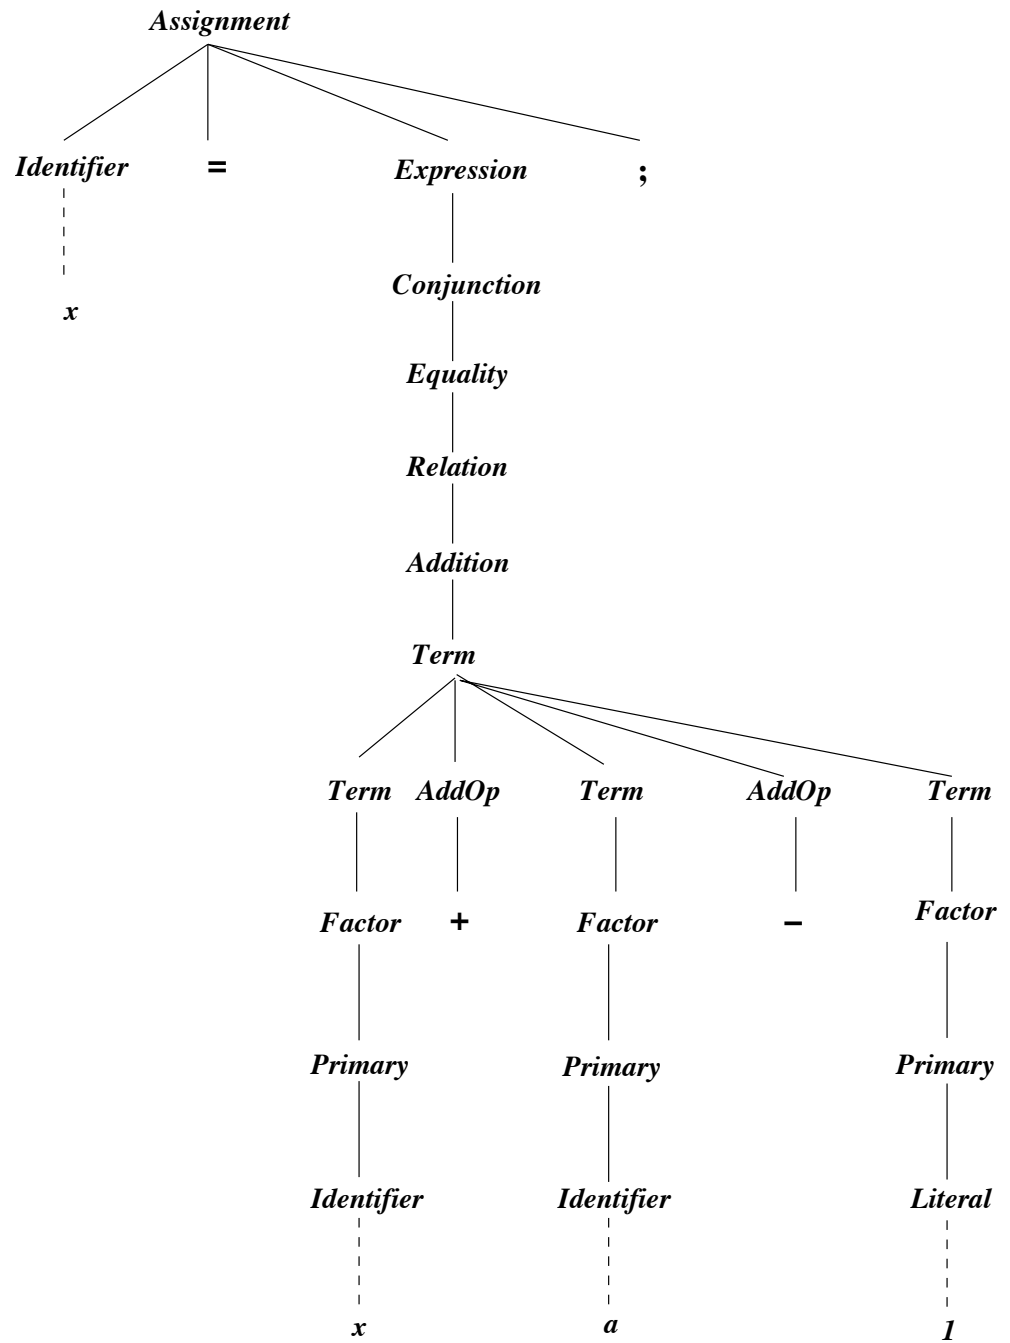 Assignment
Identifier = Expression ;
x
Conjunction
Equality
Relation
Addition
Term
Term AddOp Term AddOp Term
Factor + Factor – Factor
Primary Primary Primary
Identifier Identifier Literal
x a 1